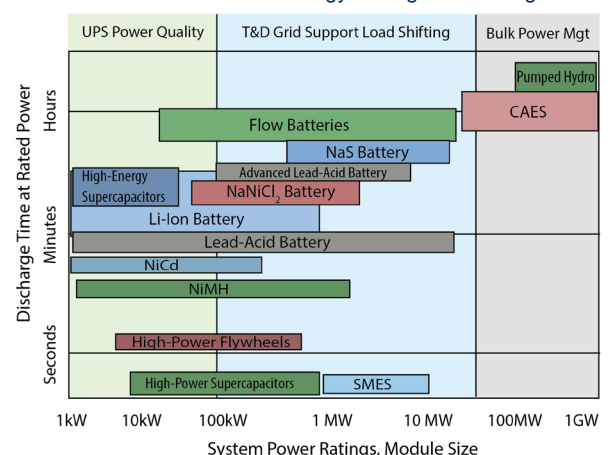 UPS Power Quality
T&D Grid Support Load Shifting
Bulk Power Mgt
Discharge Time at Rated Power
Hours
Minutes
Seconds
Pumped Hydro
CAES
Flow Batteries
NaS Battery
Advanced Lead-Acid Battery
High-Energy
Supercapacitors
NaNiCl2 Battery
Li-Ion Battery
Lead-Acid Battery
NiCd
NiMH
High-Power Flywheels
High-Power Supercapacitors
SMES
1kW 10kW 100kW 1 MW 10 MW 100MW 1GW
System Power Ratings, Module Size